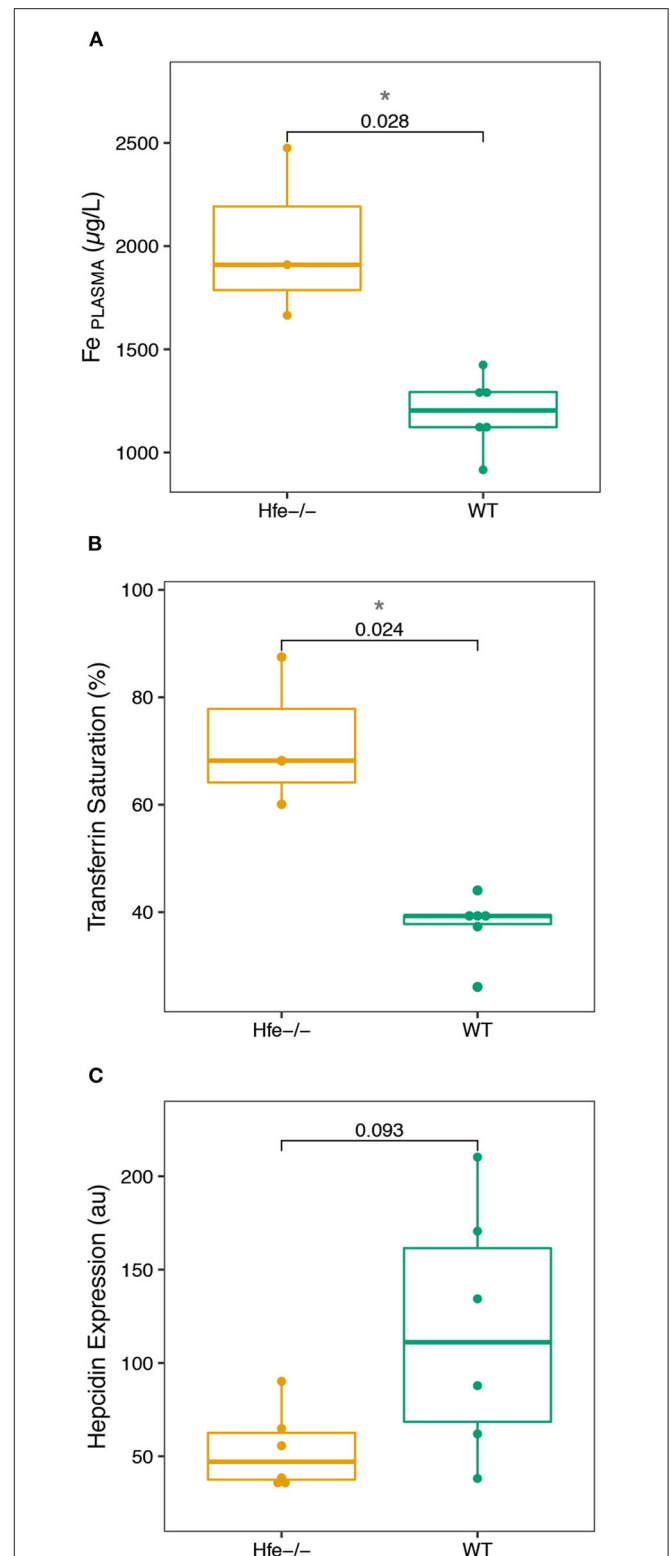 A
*
0.028
2500
2000
1500
1000
Fe PLASMA (µg/L)
Hfe−/− WT
B
*
0.024
100
80
60
40
Transferrin Saturation (%)
Hfe−/− WT
C
0.093
200
150
100
50
Hepcidin Expression (au)
Hfe−/− WT